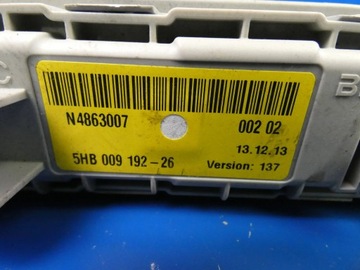 N4863007 002 02
13.12.13
5HB 009 192-26 Version: 137